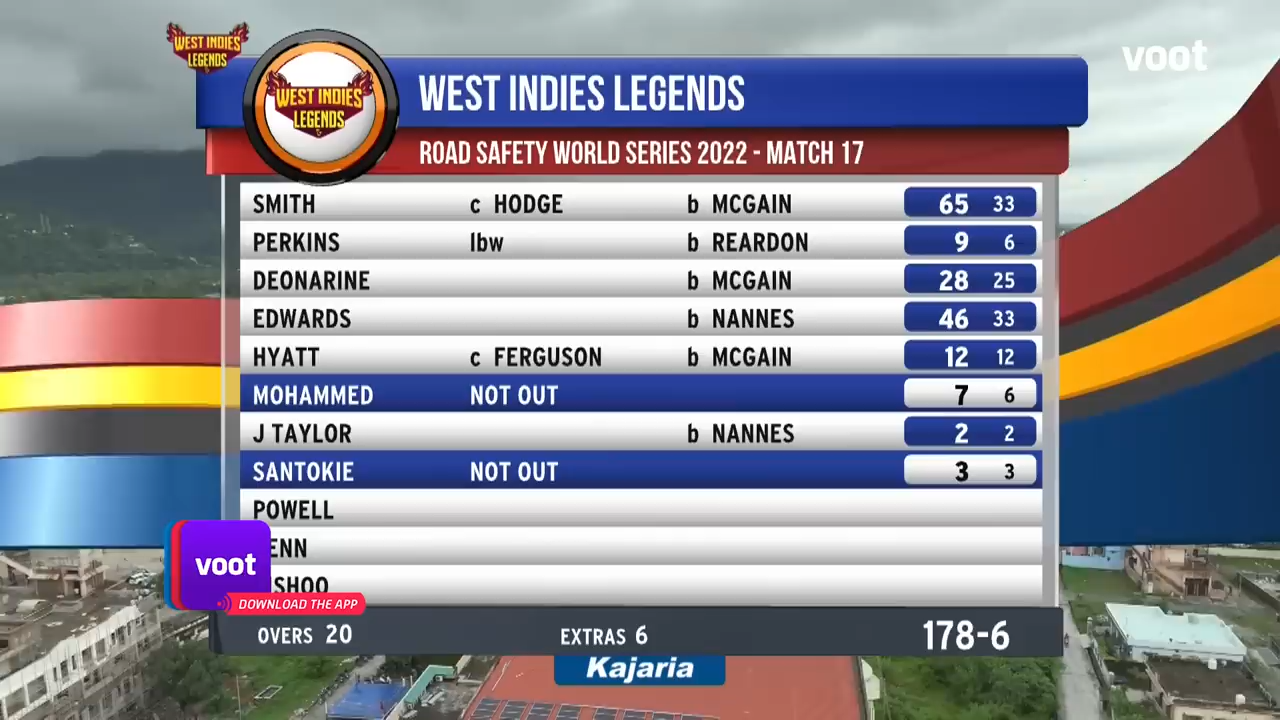 WEST INDIES
LEGENDS
voot
WEST INDIES
LEGENDS
WEST INDIES LEGENDS
ROAD SAFETY WORLD SERIES 2022 - MATCH 17
SMITH c HODGE b MCGAIN 65 33
PERKINS lbw b REARDON 9 6
DEONARINE b MCGAIN 28 25
EDWARDS b NANNES 46 33
HYATT c FERGUSON b MCGAIN 12 12
MOHAMMED NOT OUT 7 6
J TAYLOR b NANNES 2 2
SANTOKIE NOT OUT 3 3
POWELL
ENN
SHOO
voot
DOWNLOAD THE APP
OVERS 20 EXTRAS 6 178-6
Kajaria